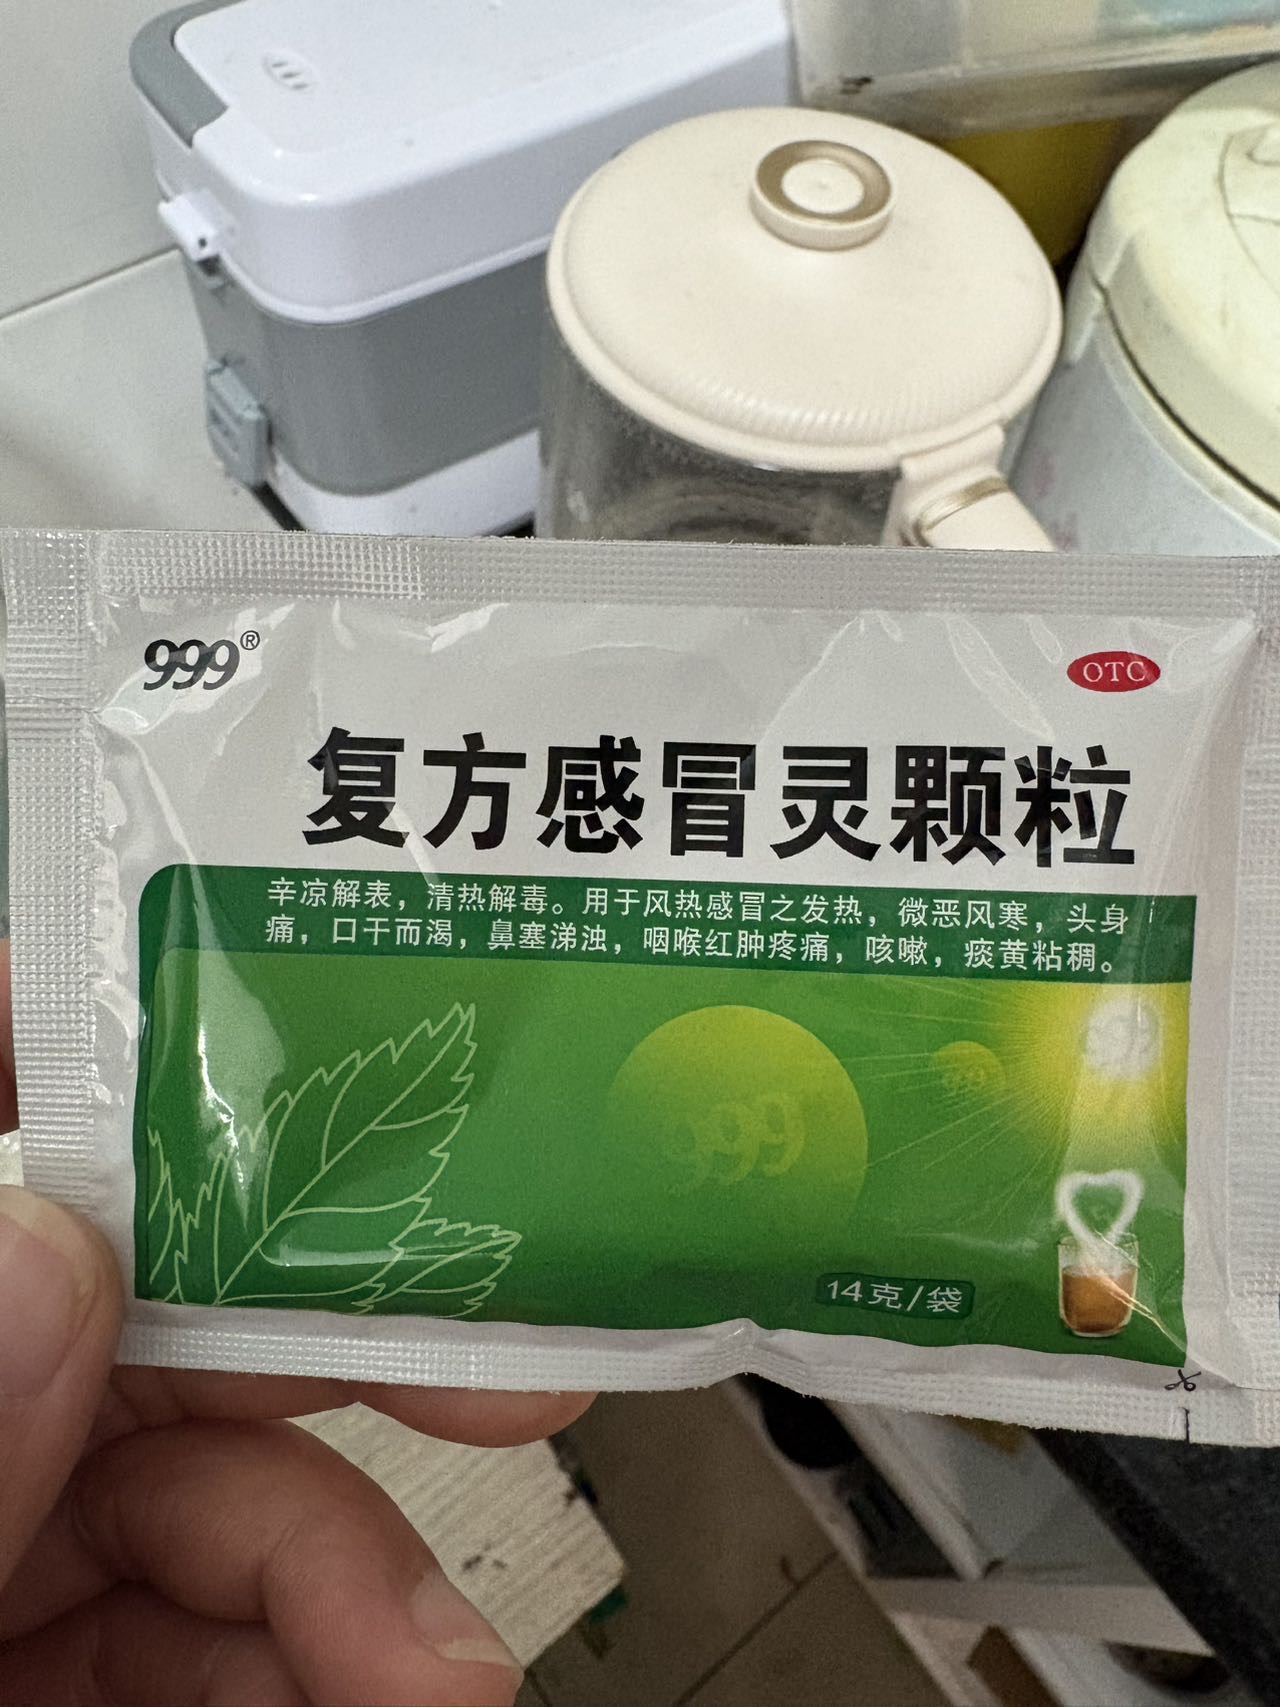 999®
OTC
复方感冒灵颗粒
辛凉解表，清热解毒。用于风热感冒之发热，微恶风寒，头身
痛，口干而渴，鼻塞涕浊，咽喉红肿疼痛，咳嗽，痰黄粘稠。
999
999
999
14克/袋